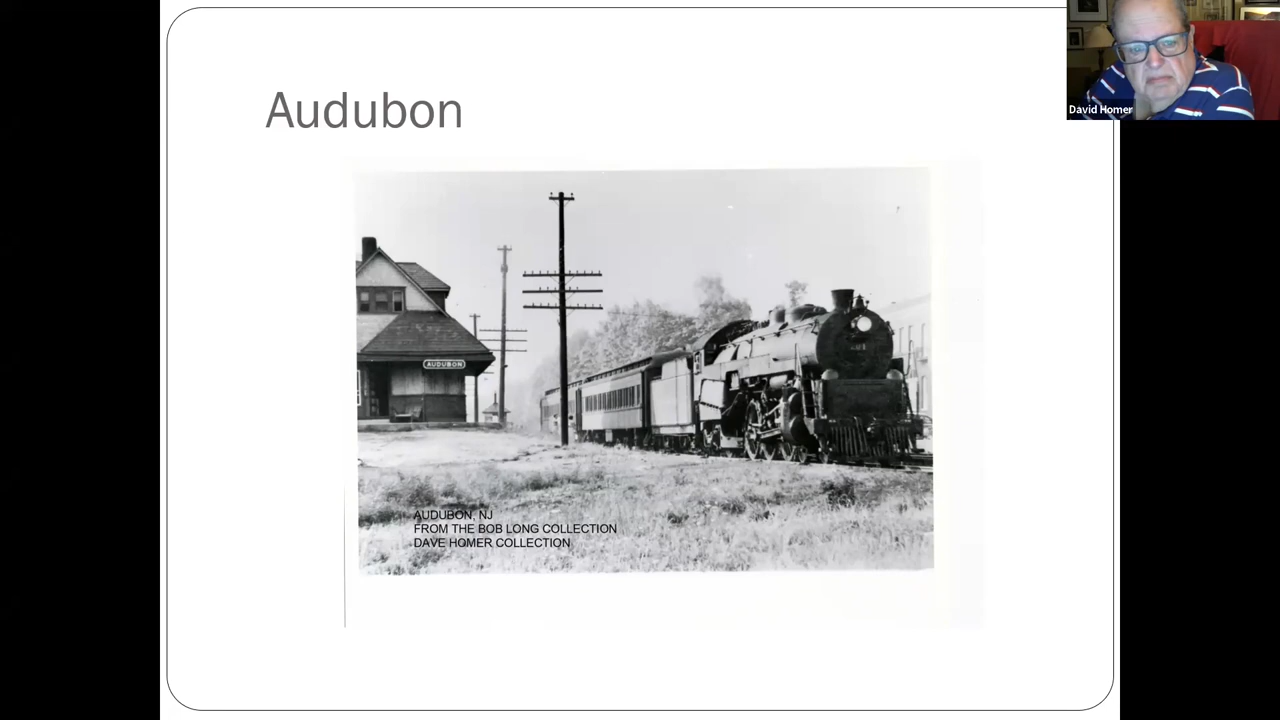 Audubon
David Homer
AUDUBON
AUDUBON, NJ
FROM THE BOB LONG COLLECTION
DAVE HOMER COLLECTION